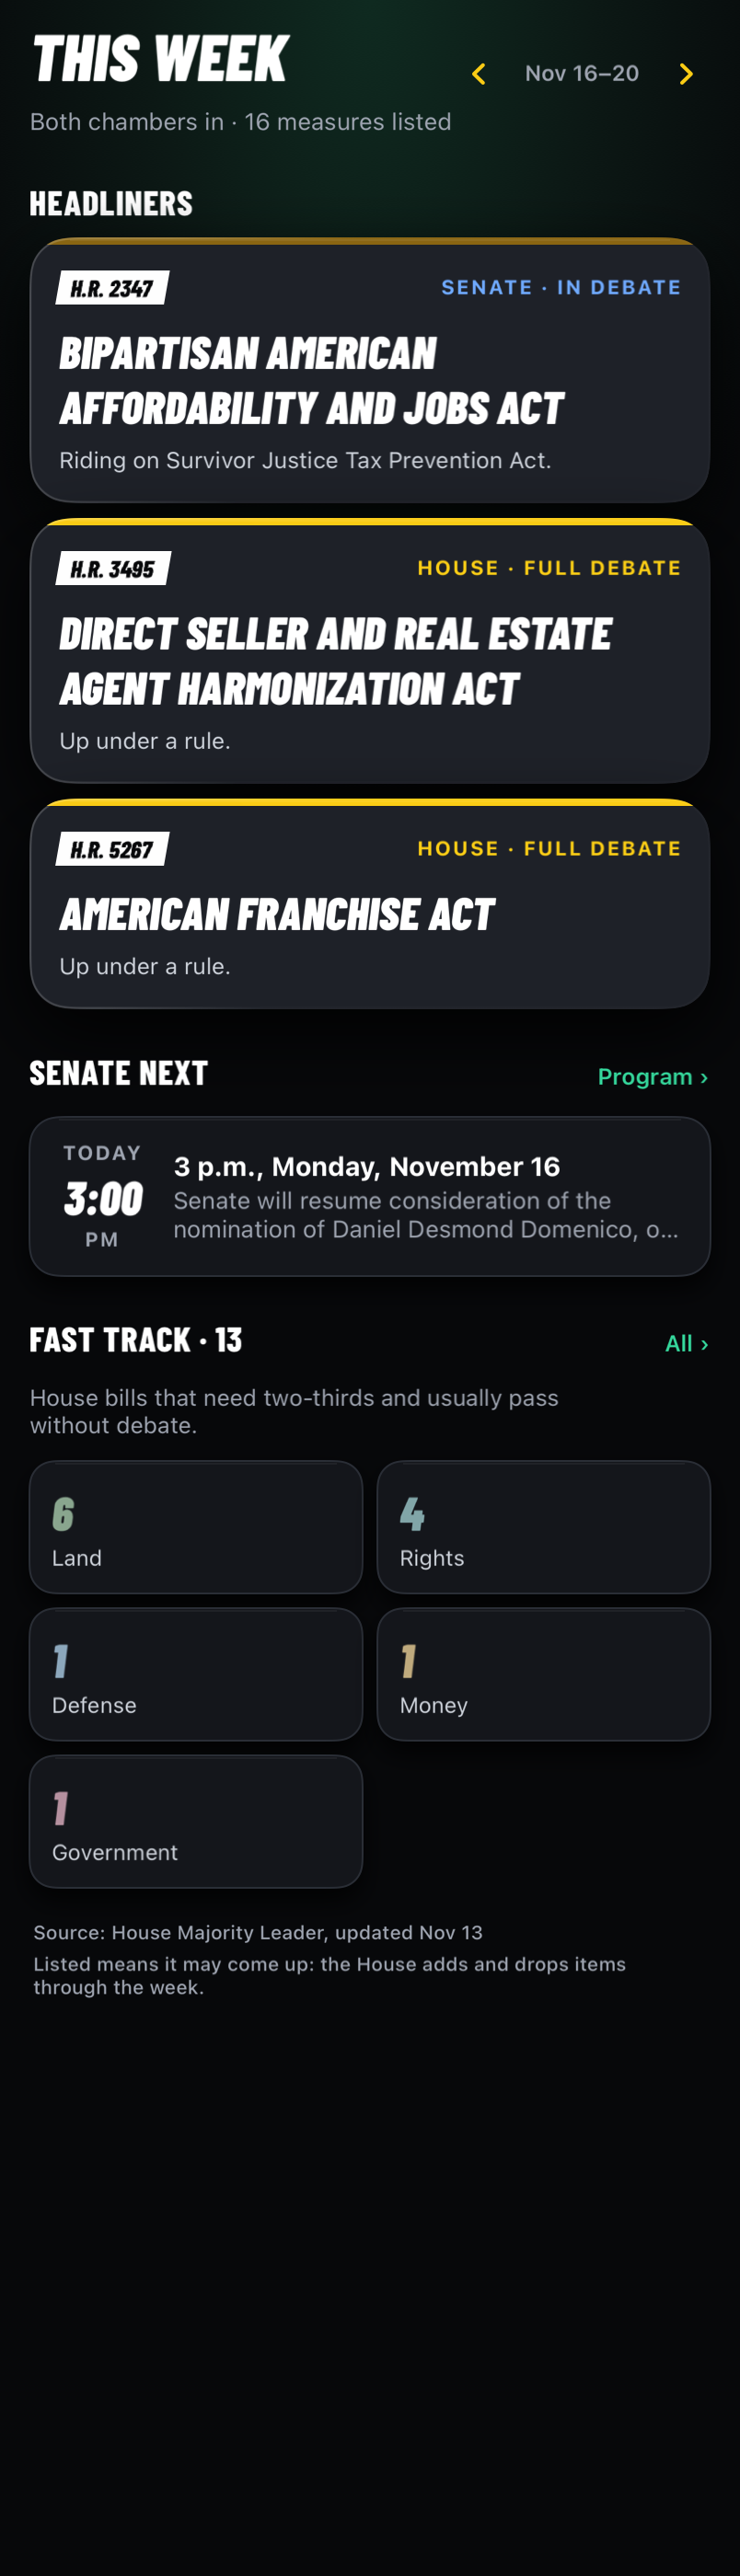 THIS WEEK
Nov 16–20
Both chambers in · 16 measures listed
HEADLINERS
H.R. 2347
SENATE · IN DEBATE
BIPARTISAN AMERICAN
AFFORDABILITY AND JOBS ACT
Riding on Survivor Justice Tax Prevention Act.
H.R. 3495
HOUSE · FULL DEBATE
DIRECT SELLER AND REAL ESTATE
AGENT HARMONIZATION ACT
Up under a rule.
H.R. 5267
HOUSE · FULL DEBATE
AMERICAN FRANCHISE ACT
Up under a rule.
SENATE NEXT
Program ›
TODAY
3:00
PM
3 p.m., Monday, November 16
Senate will resume consideration of the
nomination of Daniel Desmond Domenico, o...
FAST TRACK · 13
All ›
House bills that need two-thirds and usually pass
without debate.
6
Land
4
Rights
1
Defense
1
Money
1
Government
Source: House Majority Leader, updated Nov 13
Listed means it may come up: the House adds and drops items
through the week.